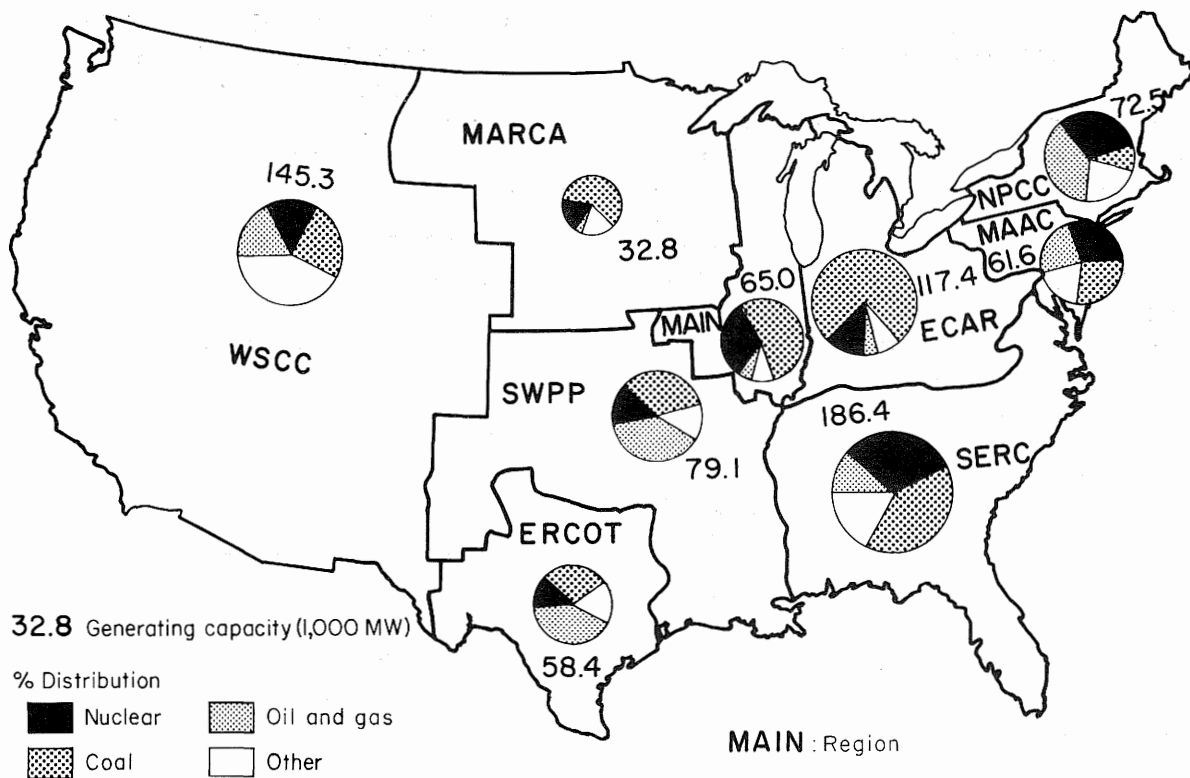 72.5
MARCA
145.3
NPCC
MAAC
32.8
65.0
61.6
117.4
MAIN
ECAR
WSCC
SWPP
186.4
SERC
79.1
ERCOT
32.8 Generating capacity (1,000 MW)
58.4
% Distribution
Nuclear
Oil and gas
Coal
Other
MAIN : Region